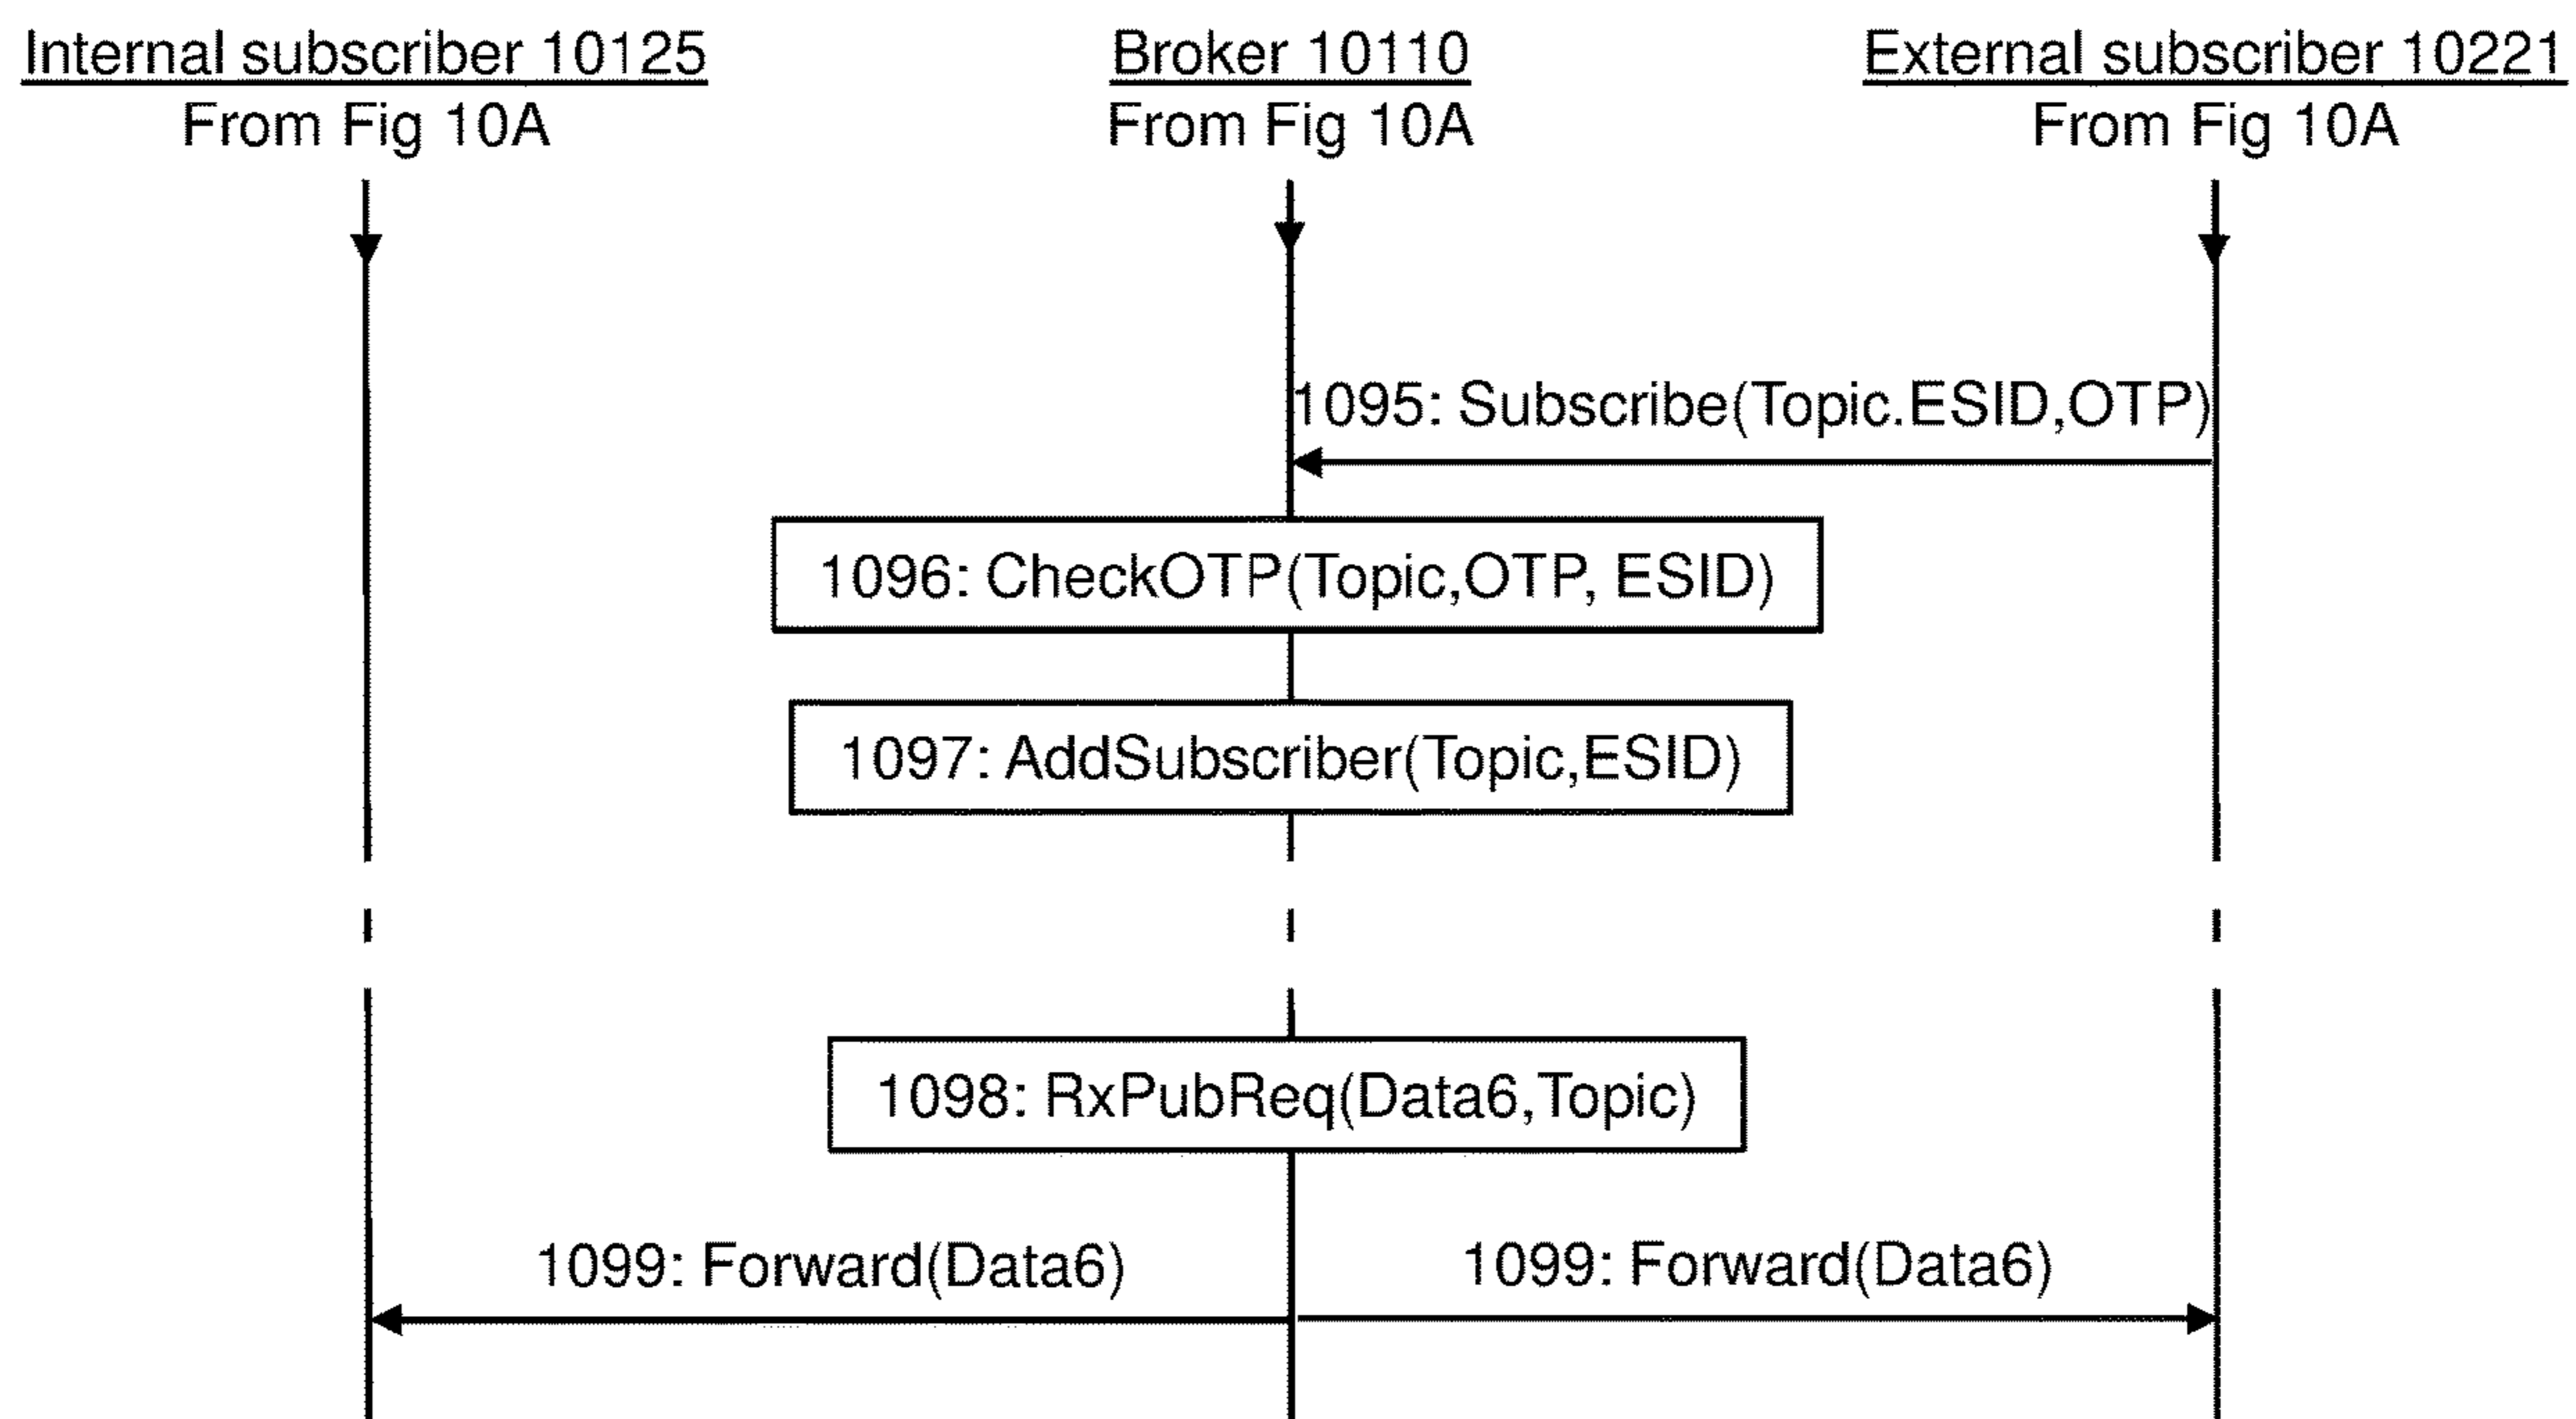 Internal subscriber 10125
From Fig 10A
Broker 10110
From Fig 10A
External subscriber 10221
From Fig 10A
1095: Subscribe(Topic.ESID,OTP)
1096: CheckOTP(Topic,OTP, ESID)
1097: AddSubscriber(Topic,ESID)
1098: RxPubReq(Data6,Topic)
1099: Forward(Data6)
1099: Forward(Data6)